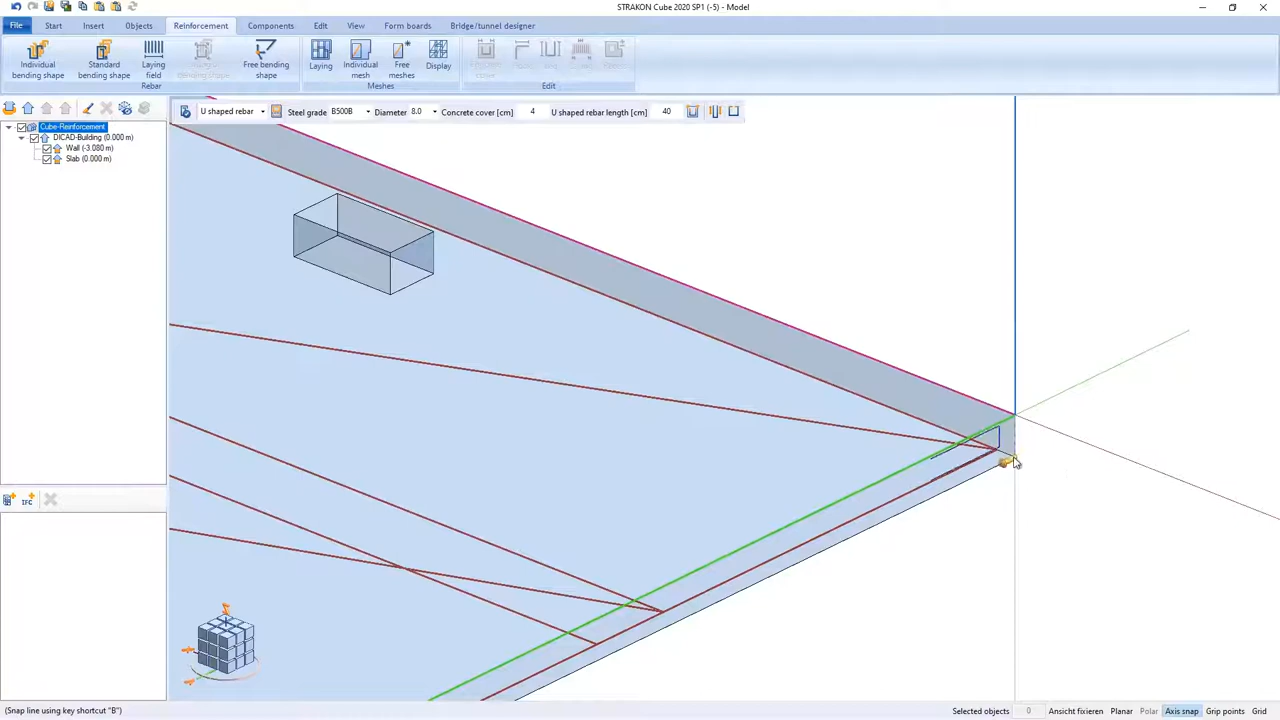 STRAKON Cube 2020 SP1 (-5) - Model
File Start Insert Objects Reinforcement Components Edit View Form boards Bridge/tunnel designer
Individual bending shape
Standard bending shape
Laying field
Free bending shape
Laying
Individual mesh
Free meshes
Display
Rebar Meshes Edit
U shaped rebar Steel grade B500B Diameter 8.0 Concrete cover [cm] 4 U shaped rebar length [cm] 40
Cube-Reinforcement
DICAD-Building (0.000 m)
Wall (-3.080 m)
Slab (0.000 m)
IFC
(Snap line using key shortcut "B") Selected objects 0 Ansicht fixieren Planar Polar Axis snap Grip points Grid